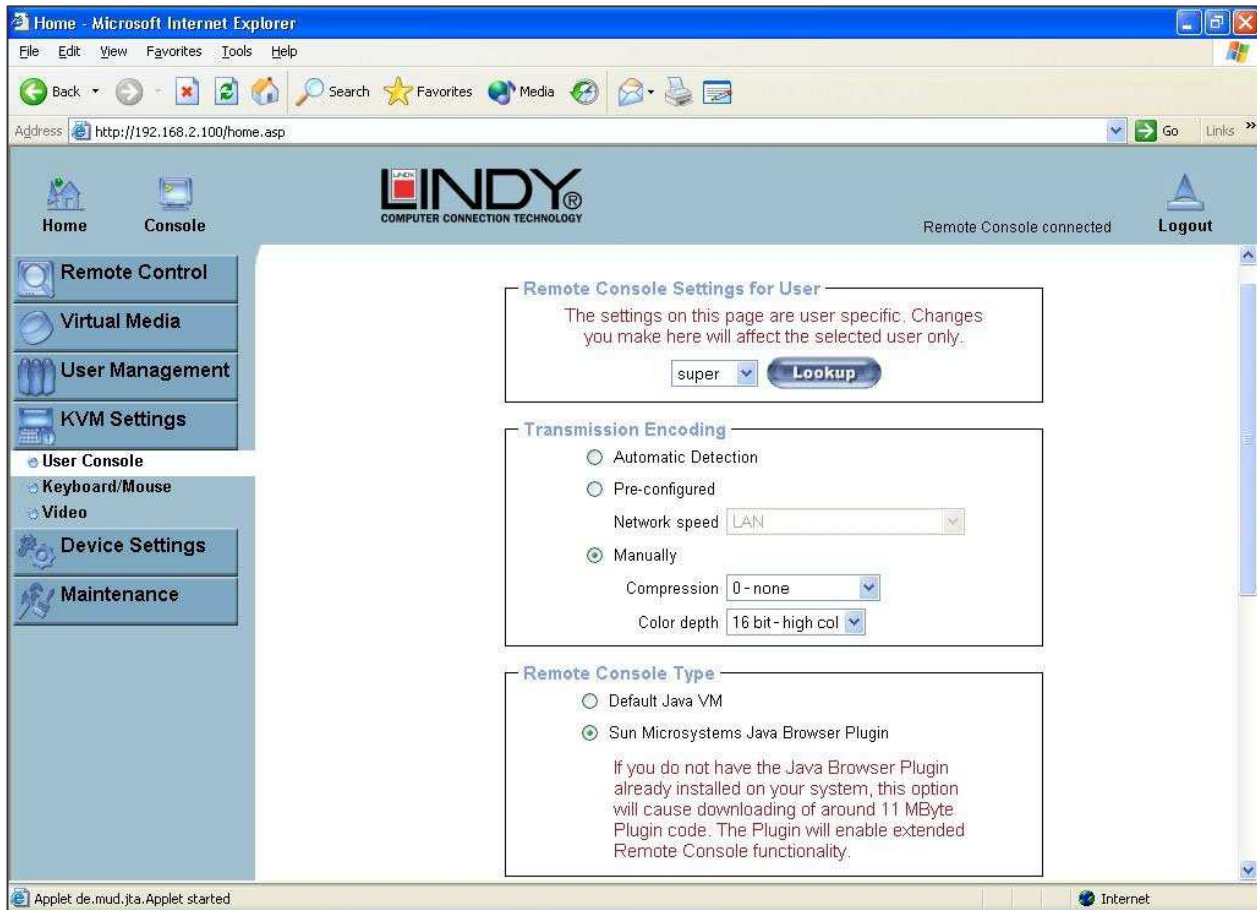 Home - Microsoft Internet Explorer
File Edit View Favorites Tools Help
Back Search Favorites Media
Address http://192.168.2.100/home.asp Go Links »
Home Console
LINDY®
COMPUTER CONNECTION TECHNOLOGY
Remote Console connected
Logout
Remote Control
Virtual Media
User Management
KVM Settings
User Console
Keyboard/Mouse
Video
Device Settings
Maintenance
Remote Console Settings for User
The settings on this page are user specific. Changes
you make here will affect the selected user only.
super Lookup
Transmission Encoding
Automatic Detection
Pre-configured
Network speed LAN
Manually
Compression 0 - none
Color depth 16 bit - high col
Remote Console Type
Default Java VM
Sun Microsystems Java Browser Plugin
If you do not have the Java Browser Plugin
already installed on your system, this option
will cause downloading of around 11 MByte
Plugin code. The Plugin will enable extended
Remote Console functionality.
Applet de.mud.jta.Applet started
Internet